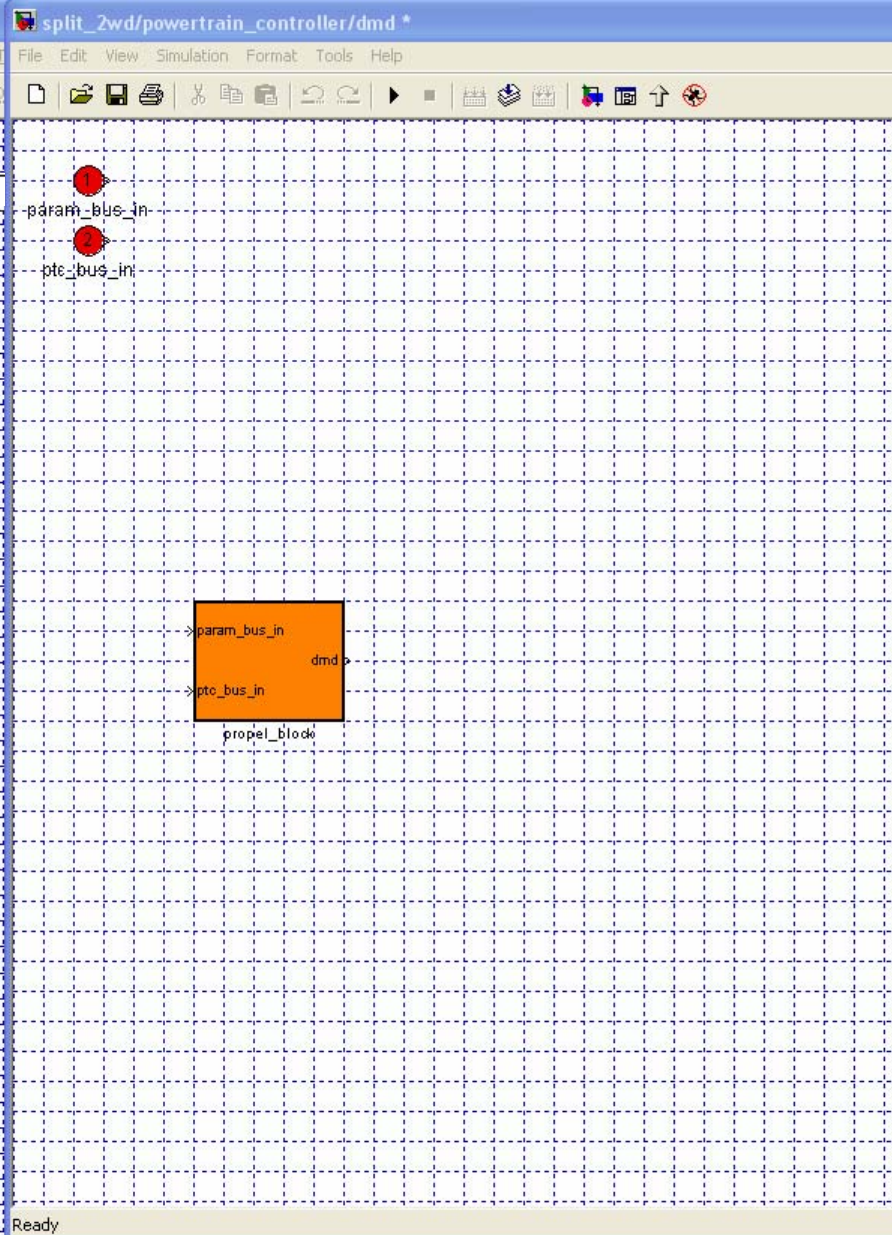 split_2wd/powertrain_controller/dmd *
File Edit View Simulation Format Tools Help
1
param_bus_in
2
ptc_bus_in
param_bus_in
dmd
ptc_bus_in
propel_block
Ready